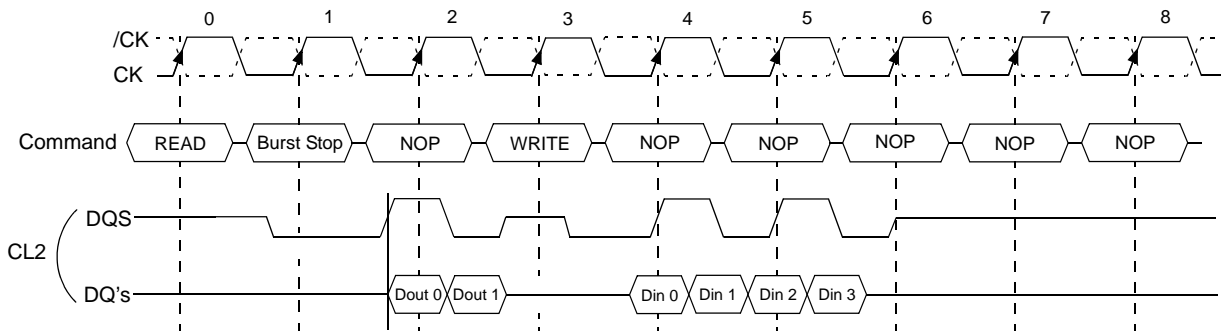 0 1 2 3 4 5 6 7 8
/CK
CK
Command READ Burst Stop NOP WRITE NOP NOP NOP NOP NOP
DQS
CL2
DQ's Dout 0 Dout 1 Din 0 Din 1 Din 2 Din 3